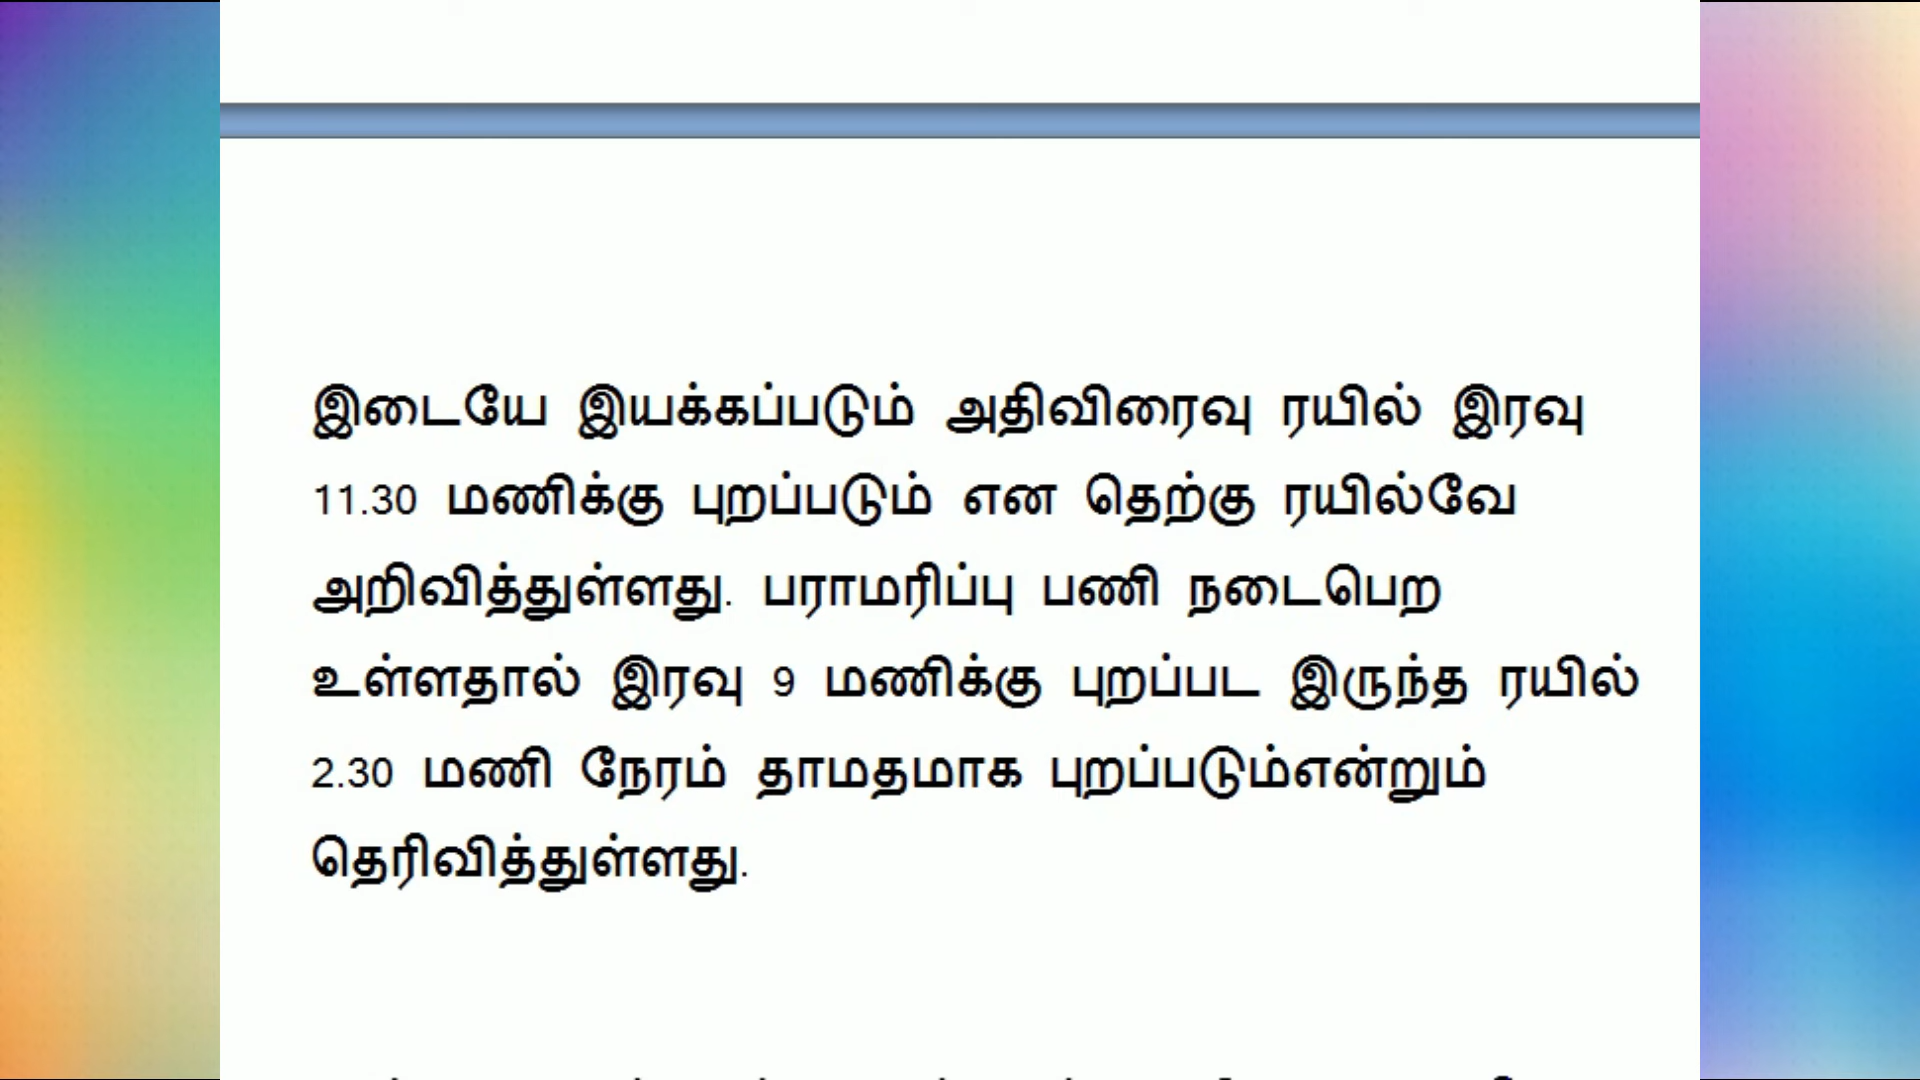 இடையே இயக்கப்படும் அதிவிரைவு ரயில் இரவு
11.30 மணிக்கு புறப்படும் என தெற்கு ரயில்வே
அறிவித்துள்ளது. பராமரிப்பு பணி நடைபெற
உள்ளதால் இரவு 9 மணிக்கு புறப்பட இருந்த ரயில்
2.30 மணி நேரம் தாமதமாக புறப்படும்என்றும்
தெரிவித்துள்ளது.